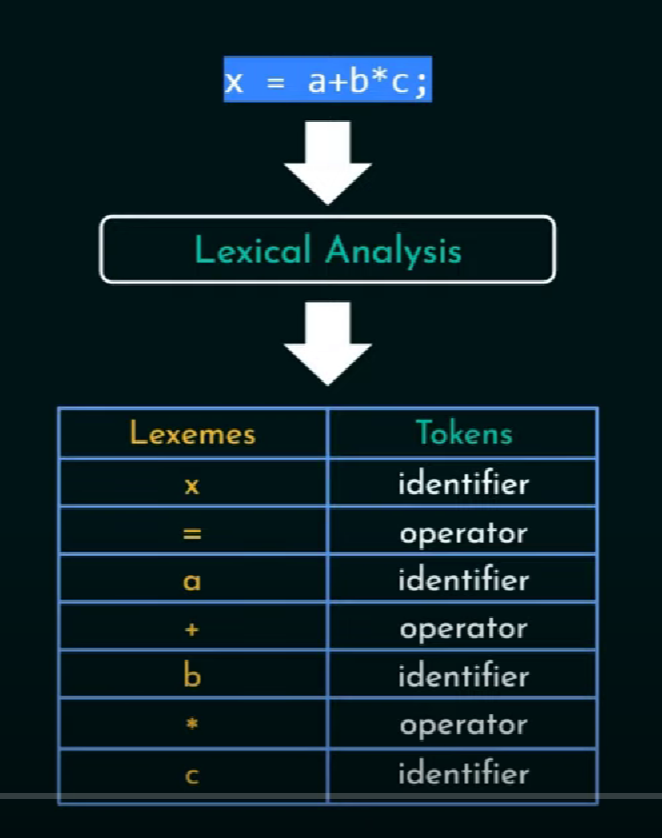 x = a+b*c;
Lexical Analysis
Lexemes Tokens
x identifier
= operator
a identifier
+ operator
b identifier
* operator
c identifier